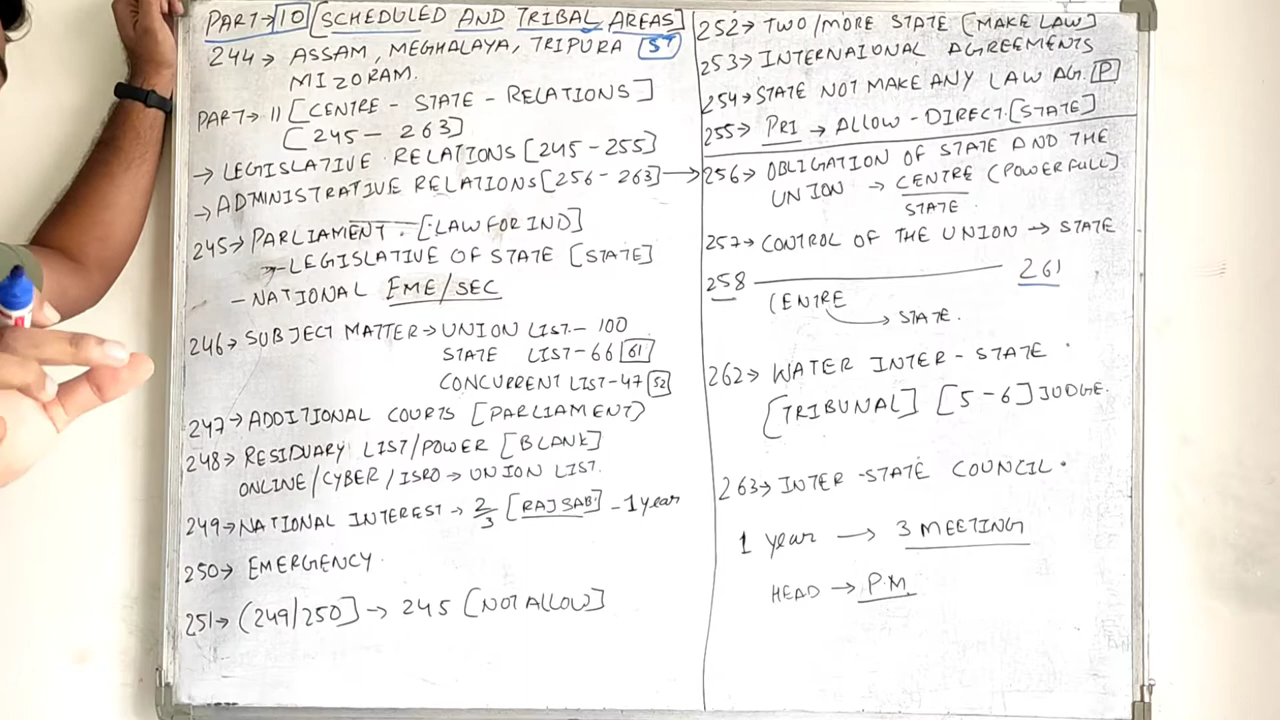 PART→10 [SCHEDULED AND TRIBAL AREAS]
244→ ASSAM, MEGHALAYA, TRIPURA
MIZORAM.
PART→ 11 [CENTRE - STATE - RELATIONS]
[245 - 263]
→ LEGISLATIVE RELATIONS [245 - 255]
→ ADMINISTRATIVE RELATIONS [256 - 263] →
245→ PARLIAMENT. [LAW FOR IND]
→ LEGISLATIVE OF STATE [STATE]
- NATIONAL EME/SEC
246→ SUBJECT MATTER → UNION LIST - 100
STATE LIST - 66 [61]
CONCURRENT LIST - 47 [52]
247→ ADDITIONAL COURTS [PARLIAMENT]
248→ RESIDUARY LIST/POWER [BLANK]
ONLINE/CYBER/ISRO → UNION LIST.
249→ NATIONAL INTEREST → 2/3 [RAJSAB] - 1 year
250→ EMERGENCY.
251→ (249/250] → 245 [NOT ALLOW]
252→ TWO/MORE STATE [MAKE LAW]
253→ INTERNAIONAL AGREEMENTS
254→ STATE NOT MAKE ANY LAW AG. [P]
255→ PRI → ALLOW - DIRECT. [STATE]
256→ OBLIGATION OF STATE AND THE
UNION → CENTRE (POWERFULL)
STATE.
257→ CONTROL OF THE UNION → STATE
258 — 261
CENTRE
→ STATE.
262→ WATER INTER - STATE.
[TRIBUNAL] [5 - 6] JUDGE.
263→ INTER - STATE COUNCIL.
1 year → 3 MEETING
HEAD → P.M.